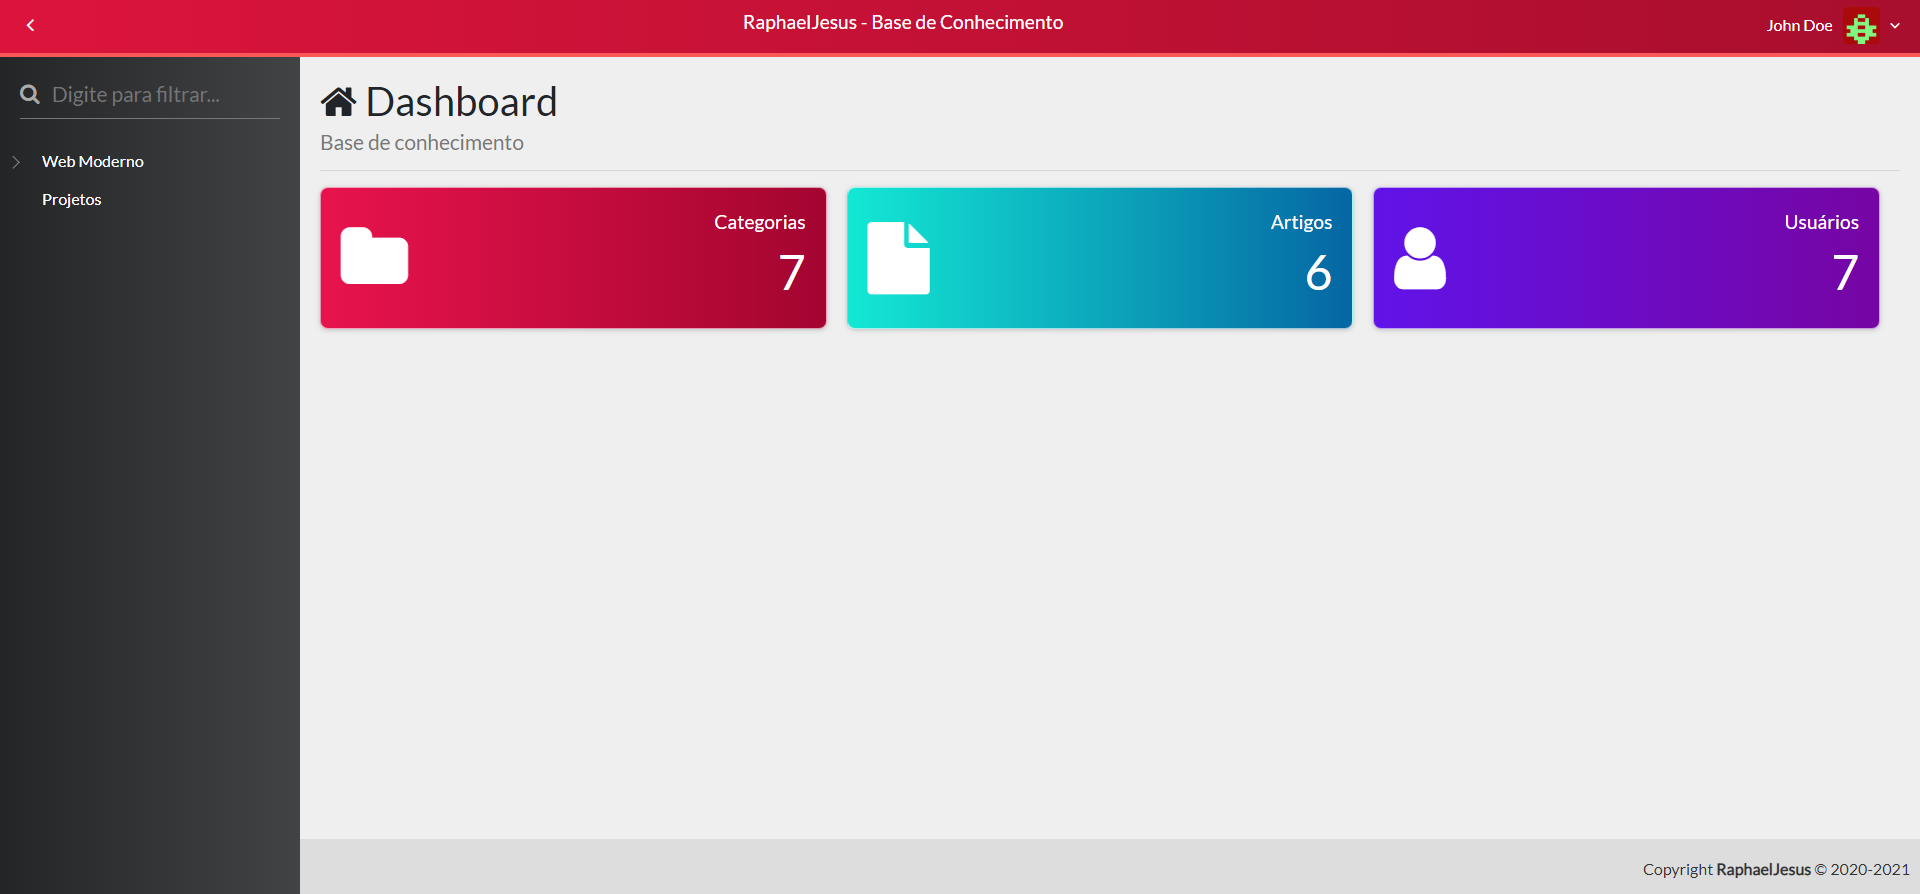 RaphaelJesus - Base de Conhecimento
John Doe
Digite para filtrar...
Web Moderno
Projetos
Dashboard
Base de conhecimento
Categorias
7
Artigos
6
Usuários
7
Copyright RaphaelJesus © 2020-2021